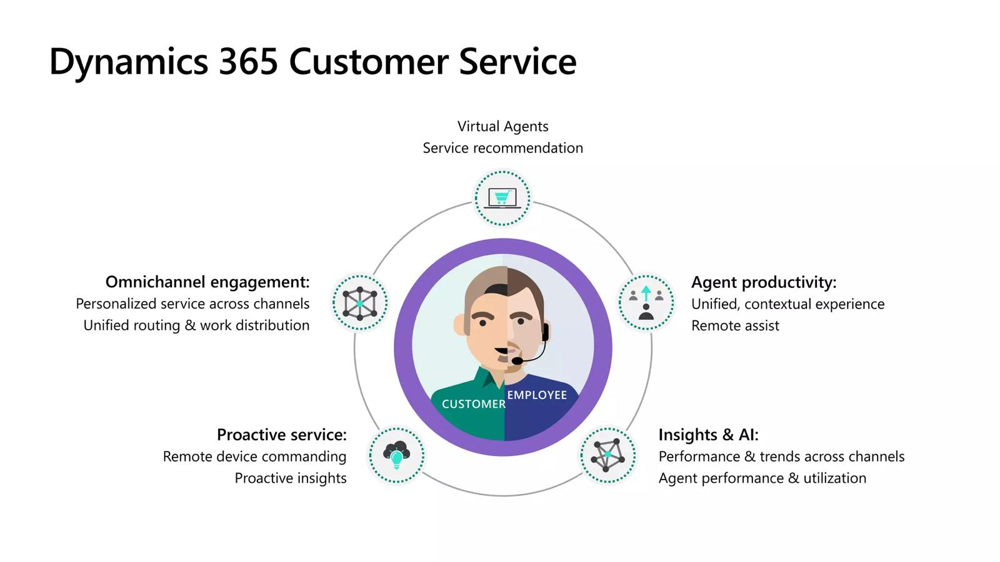 Dynamics 365 Customer Service
Virtual Agents
Service recommendation
Omnichannel engagement:
Personalized service across channels
Unified routing & work distribution
Agent productivity:
Unified, contextual experience
Remote assist
CUSTOMER
EMPLOYEE
Proactive service:
Remote device commanding
Proactive insights
Insights & AI:
Performance & trends across channels
Agent performance & utilization